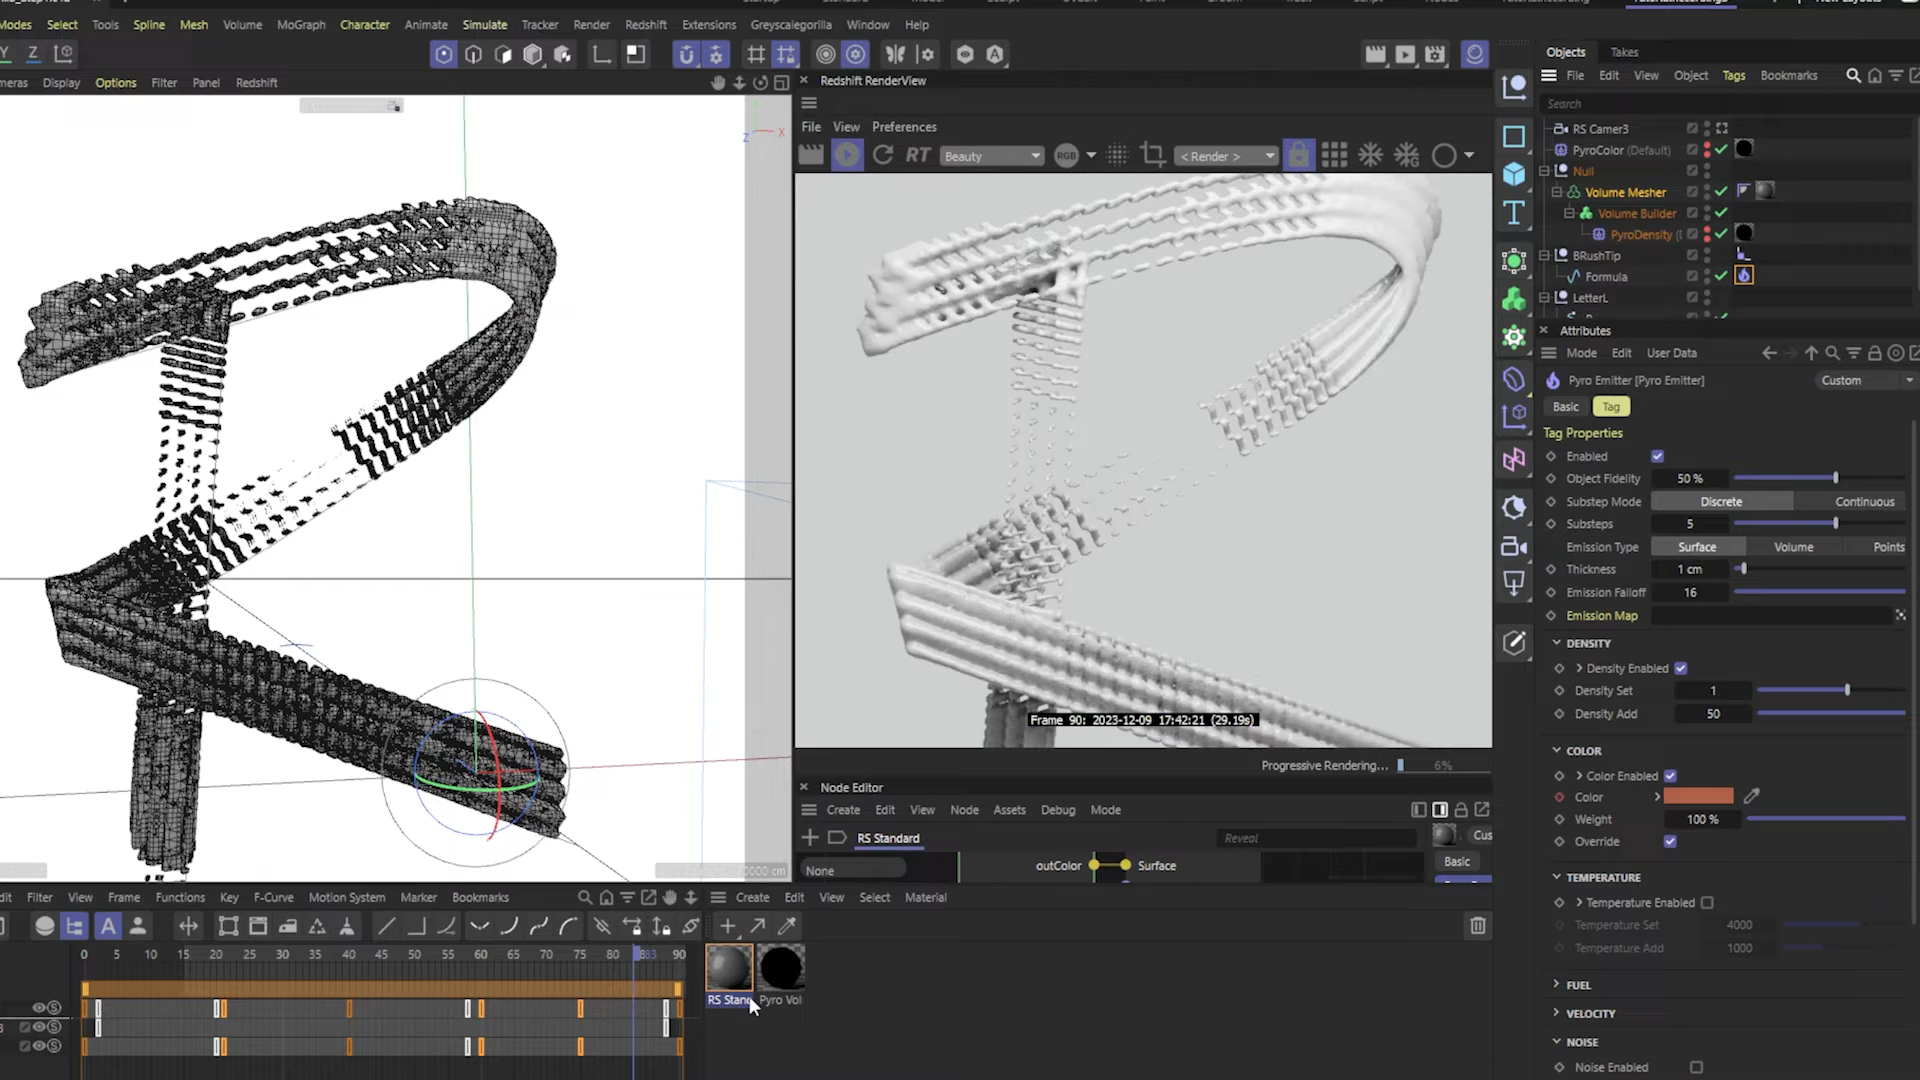 Modes Select Tools Spline Mesh Volume MoGraph Character Animate Simulate Tracker Render Redshift Extensions Greyscalegorilla Window Help
Y Z
Display Options Filter Panel Redshift
Z X
Redshift RenderView
File View Preferences
RT Beauty RGB < Render >
Frame 90: 2023-12-09 17:42:21 (29.19s)
Progressive Rendering... 6%
Node Editor
Create Edit View Node Assets Debug Mode
RS Standard Reveal Cus
None outColor Surface Basic
Objects Takes
File Edit View Object Tags Bookmarks
Search
RS Camer3
PyroColor (Default)
Null
Volume Mesher
Volume Builder
PyroDensity (
BRushTip
Formula
LetterL
Attributes
Mode Edit User Data
Pyro Emitter [Pyro Emitter] Custom
Basic Tag
Tag Properties
Enabled
Object Fidelity 50 %
Substep Mode Discrete Continuous
Substeps 5
Emission Type Surface Volume Points
Thickness 1 cm
Emission Falloff 16
Emission Map
DENSITY
Density Enabled
Density Set 1
Density Add 50
COLOR
Color Enabled
Color
Weight 100 %
Override
TEMPERATURE
Temperature Enabled
Temperature Set 4000
Temperature Add 1000
FUEL
VELOCITY
NOISE
Noise Enabled
Filter View Frame Functions Key F-Curve Motion System Marker Bookmarks
0 5 10 15 20 25 30 35 40 45 50 55 60 65 70 75 80 83 90
Create Edit View Select Material
RS Stand Pyro Vol